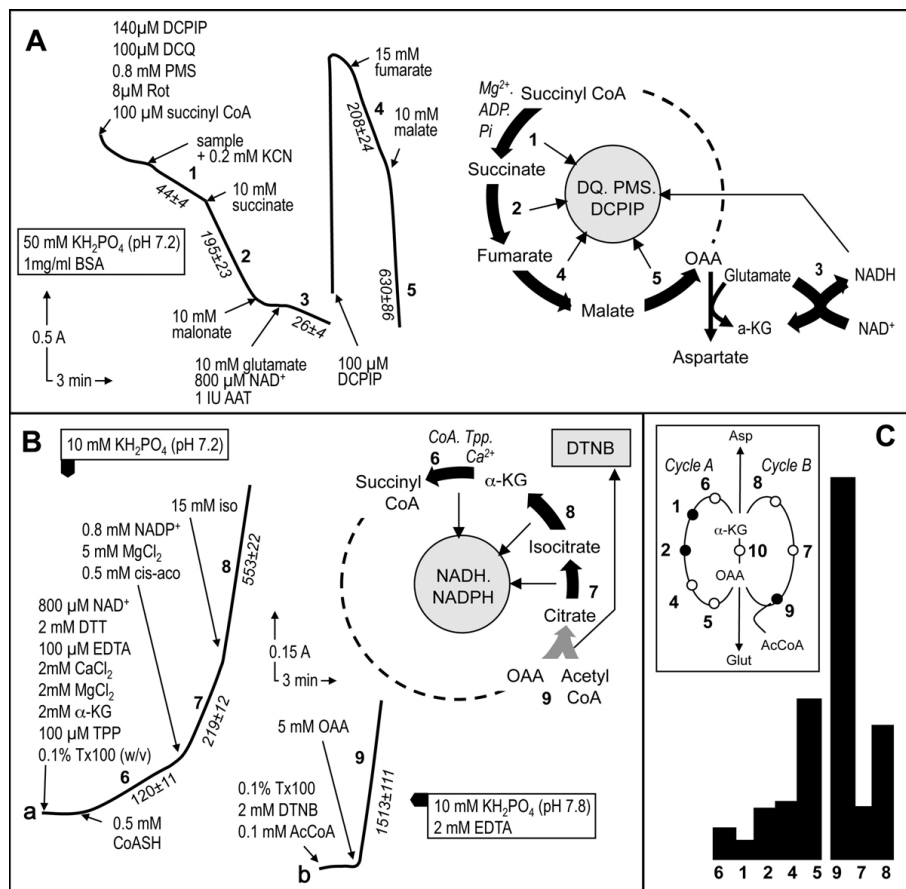 A
140µM DCPIP
100µM DCQ
0.8 mM PMS
8µM Rot
100 µM succinyl CoA
sample
+ 0.2 mM KCN
1
44±4
10 mM
succinate
50 mM KH₂PO₄ (pH 7.2)
1mg/ml BSA
195±23
2
10 mM
malonate
3
26±4
10 mM glutamate
800 µM NAD⁺
1 IU AAT
0.5 A
3 min
15 mM
fumarate
208±24
4
10 mM
malate
630±86
5
100 µM
DCPIP
Mg²⁺.
ADP.
Pi
Succinyl CoA
1
Succinate
DQ. PMS.
DCPIP
2
Fumarate
4
5
Malate
OAA
Glutamate
3
NADH
a-KG
NAD⁺
Aspartate
B
10 mM KH₂PO₄ (pH 7.2)
15 mM iso
0.8 mM NADP⁺
5 mM MgCl₂
0.5 mM cis-aco
8
553±22
800 µM NAD⁺
2 mM DTT
100 µM EDTA
2mM CaCl₂
2mM MgCl₂
2mM α-KG
100 µM TPP
0.1% Tx100 (w/v)
7
219±12
6
120±11
a
0.5 mM
CoASH
0.15 A
3 min
5 mM OAA
9
1513±111
0.1% Tx100
2 mM DTNB
0.1 mM AcCoA
b
10 mM KH₂PO₄ (pH 7.8)
2 mM EDTA
CoA. Tpp.
6
Ca²⁺
DTNB
Succinyl
CoA
α-KG
8
Isocitrate
NADH.
NADPH
7
Citrate
OAA
Acetyl
CoA
9
C
Asp
Cycle A
Cycle B
6
8
1
α-KG
2
10
7
OAA
4
9
5
AcCoA
Glut
6 1 2 4 5 9 7 8